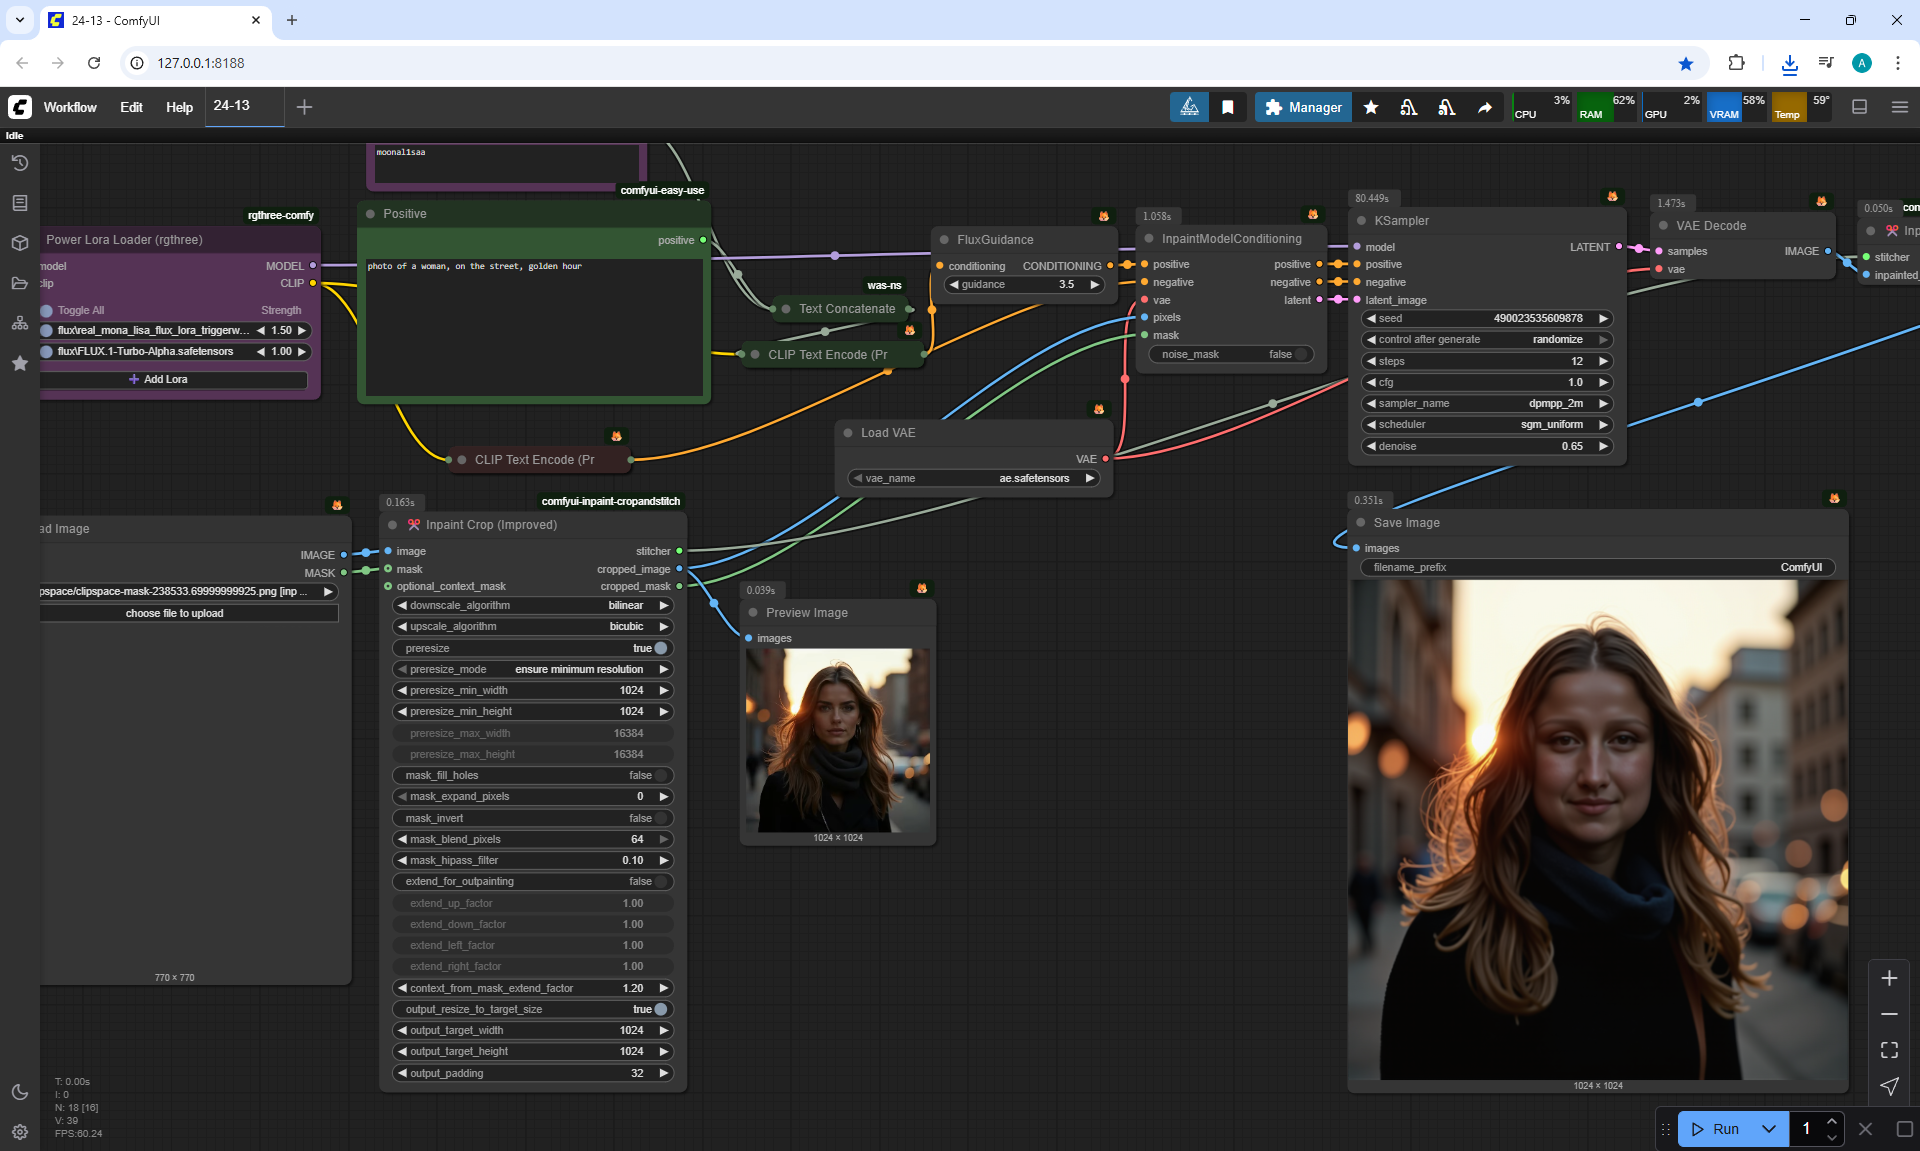 24-13 - ComfyUI
127.0.0.1:8188
Workflow Edit Help 24-13
Manager
CPU 3% RAM 62% GPU 2% VRAM 58% Temp 59°
Idle
moonal1saa
comfyui-easy-use
rgthree-comfy
Power Lora Loader (rgthree)
model MODEL
clip CLIP
Toggle All Strength
flux\real_mona_lisa_flux_lora_triggerw... 1.50
flux\FLUX.1-Turbo-Alpha.safetensors 1.00
Add Lora
Positive
positive
photo of a woman, on the street, golden hour
was-ns
Text Concatenate
CLIP Text Encode (Pr
CLIP Text Encode (Pr
FluxGuidance
conditioning CONDITIONING
guidance 3.5
1.058s
InpaintModelConditioning
positive positive
negative negative
vae latent
pixels
mask
noise_mask false
Load VAE
VAE
vae_name ae.safetensors
80.449s
KSampler
model LATENT
positive
negative
latent_image
seed 490023535609878
control after generate randomize
steps 12
cfg 1.0
sampler_name dpmpp_2m
scheduler sgm_uniform
denoise 0.65
1.473s
VAE Decode
samples IMAGE
vae
0.050s com
Inp
stitcher
inpainted_
ad Image
IMAGE
MASK
pspace/clipspace-mask-238533.69999999925.png [inp ...
choose file to upload
770 × 770
0.163s
comfyui-inpaint-cropandstitch
Inpaint Crop (Improved)
image stitcher
mask cropped_image
optional_context_mask cropped_mask
downscale_algorithm bilinear
upscale_algorithm bicubic
preresize true
preresize_mode ensure minimum resolution
preresize_min_width 1024
preresize_min_height 1024
preresize_max_width 16384
preresize_max_height 16384
mask_fill_holes false
mask_expand_pixels 0
mask_invert false
mask_blend_pixels 64
mask_hipass_filter 0.10
extend_for_outpainting false
extend_up_factor 1.00
extend_down_factor 1.00
extend_left_factor 1.00
extend_right_factor 1.00
context_from_mask_extend_factor 1.20
output_resize_to_target_size true
output_target_width 1024
output_target_height 1024
output_padding 32
0.039s
Preview Image
images
1024 × 1024
0.351s
Save Image
images
filename_prefix ComfyUI
1024 × 1024
T: 0.00s
I: 0
N: 18 [16]
V: 39
FPS:60.24
Run 1
A